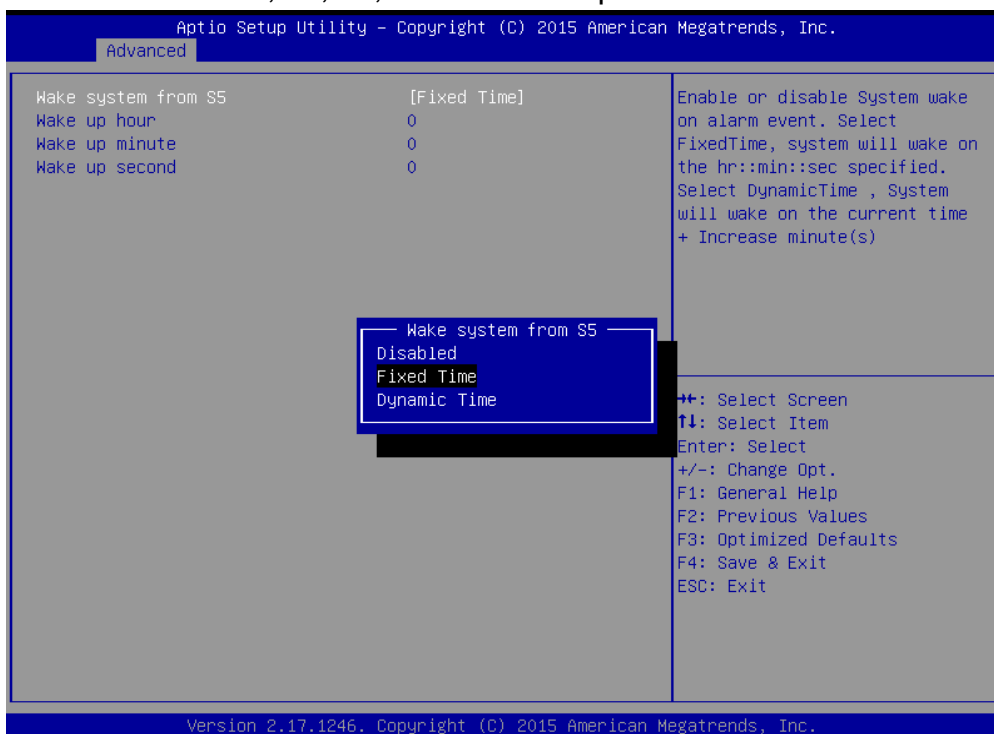 Aptio Setup Utility – Copyright (C) 2015 American Megatrends, Inc.
Advanced
Wake system from S5 [Fixed Time]
Wake up hour 0
Wake up minute 0
Wake up second 0
Enable or disable System wake
on alarm event. Select
FixedTime, system will wake on
the hr::min::sec specified.
Select DynamicTime , System
will wake on the current time
+ Increase minute(s)
Wake system from S5
Disabled
Fixed Time
Dynamic Time
→←: Select Screen
↑↓: Select Item
Enter: Select
+/-: Change Opt.
F1: General Help
F2: Previous Values
F3: Optimized Defaults
F4: Save & Exit
ESC: Exit
Version 2.17.1246. Copyright (C) 2015 American Megatrends, Inc.